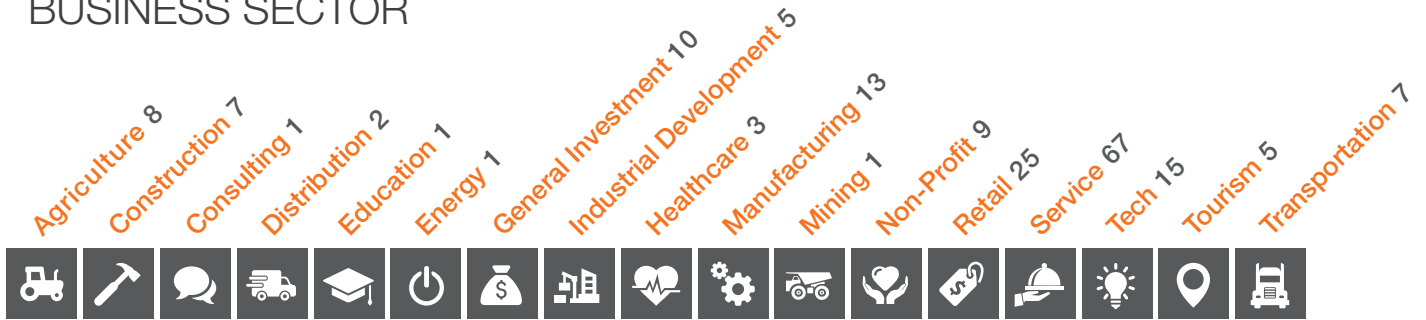 BUSINESS SECTOR
Agriculture 8
Construction 7
Consulting 1
Distribution 2
Education 1
Energy 1
General Investment 10
Industrial Development 5
Healthcare 3
Manufacturing 13
Mining 1
Non-Profit 9
Retail 25
Service 67
Tech 15
Tourism 5
Transportation 7
$
$